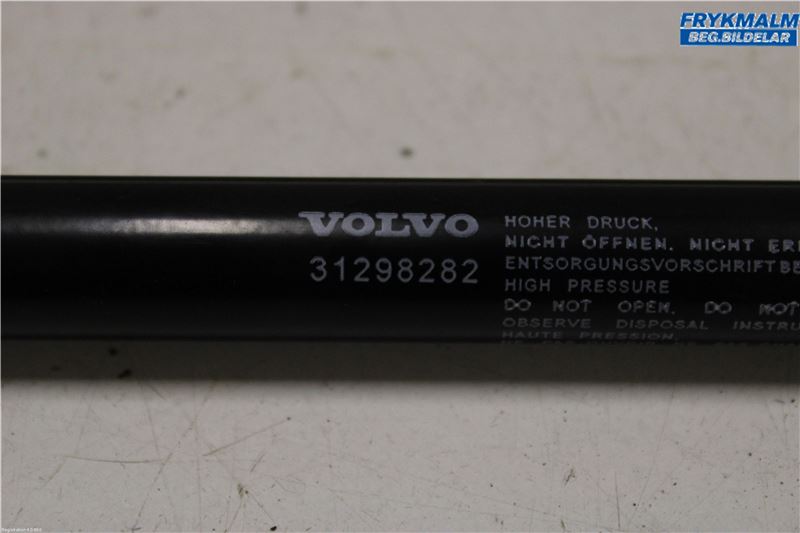 FRYKMALM
BEG.BILDELAR
VOLVO
31298282
HOHER DRUCK.
NICHT ÖFFNEN. NICHT
ENTSORGUNGSVORSCHRIFT
HIGH PRESSURE
DO NOT OPEN. DO NOT
OBSERVE DISPOSAL
HAUTE PRESSION.